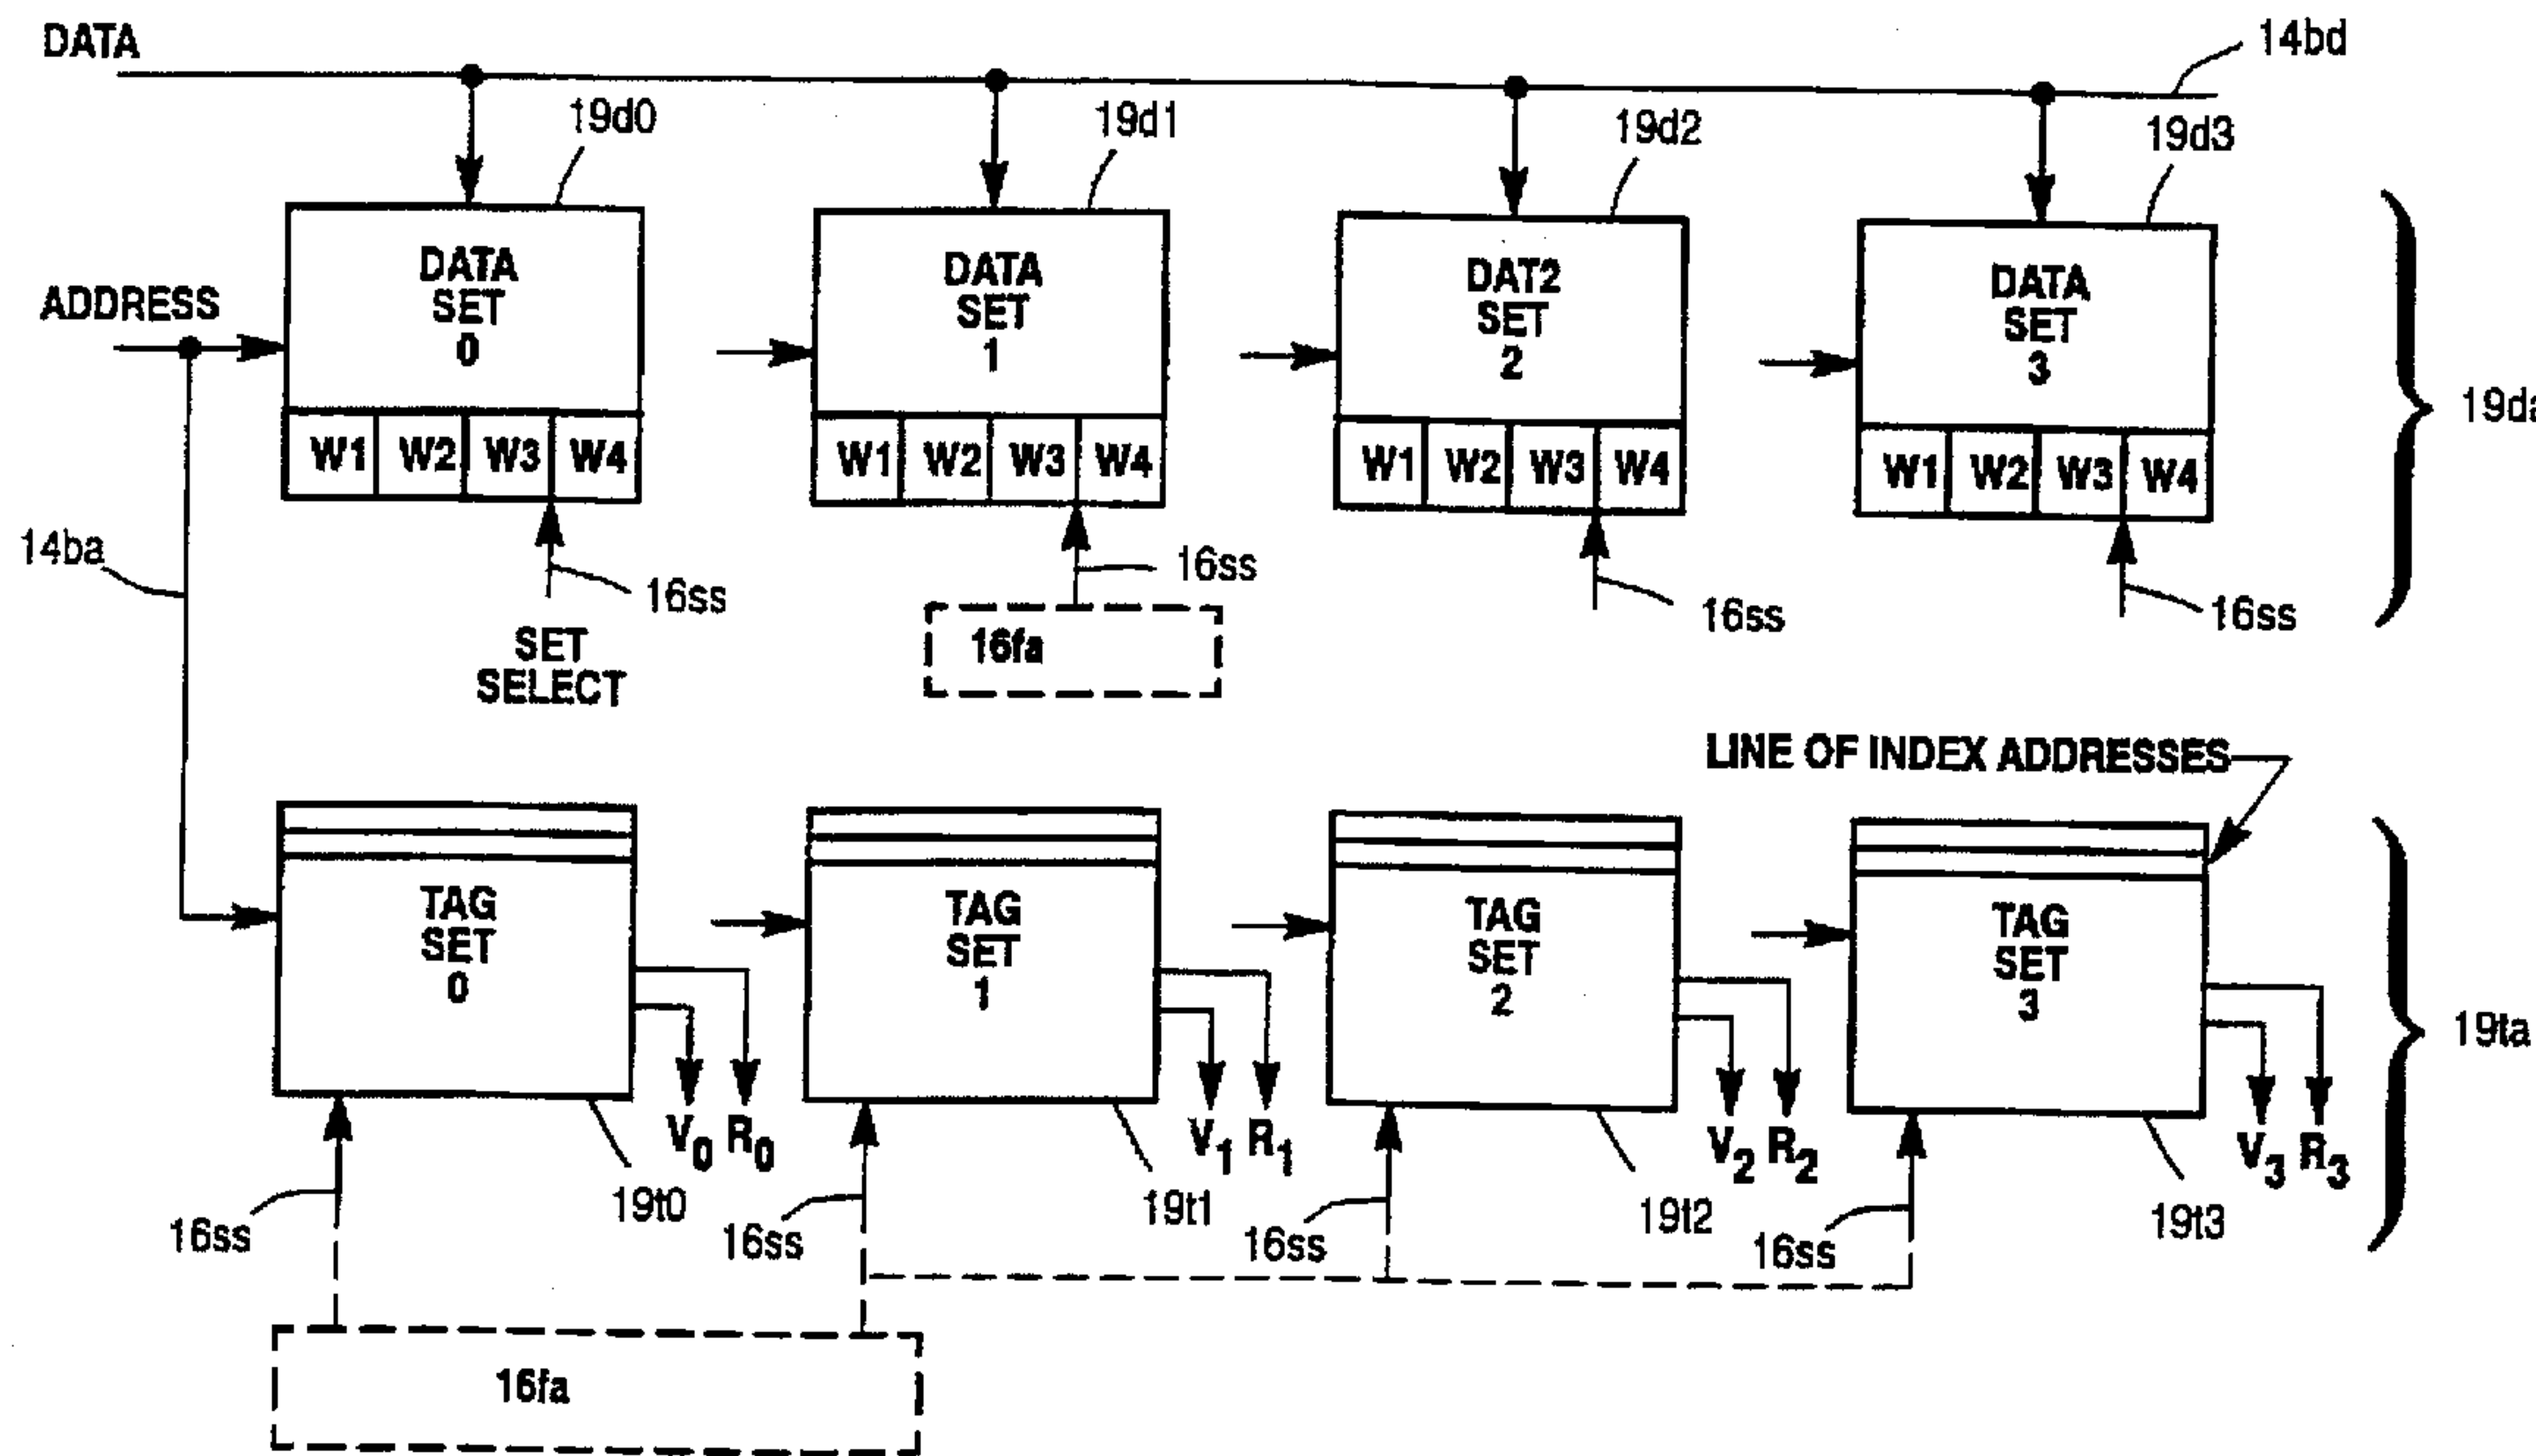 DATA
14bd
19d0
19d1
19d2
19d3
DATA
SET
0
DATA
SET
1
DAT2
SET
2
DATA
SET
3
ADDRESS
W1 W2 W3 W4
W1 W2 W3 W4
W1 W2 W3 W4
W1 W2 W3 W4
14ba
16ss
16ss
16ss
16ss
SET
SELECT
16fa
LINE OF INDEX ADDRESSES
TAG
SET
0
TAG
SET
1
TAG
SET
2
TAG
SET
3
19ta
V0 R0
V1 R1
V2 R2
V3 R3
16ss
19t0
16ss
19t1
16ss
19t2
16ss
19t3
16fa